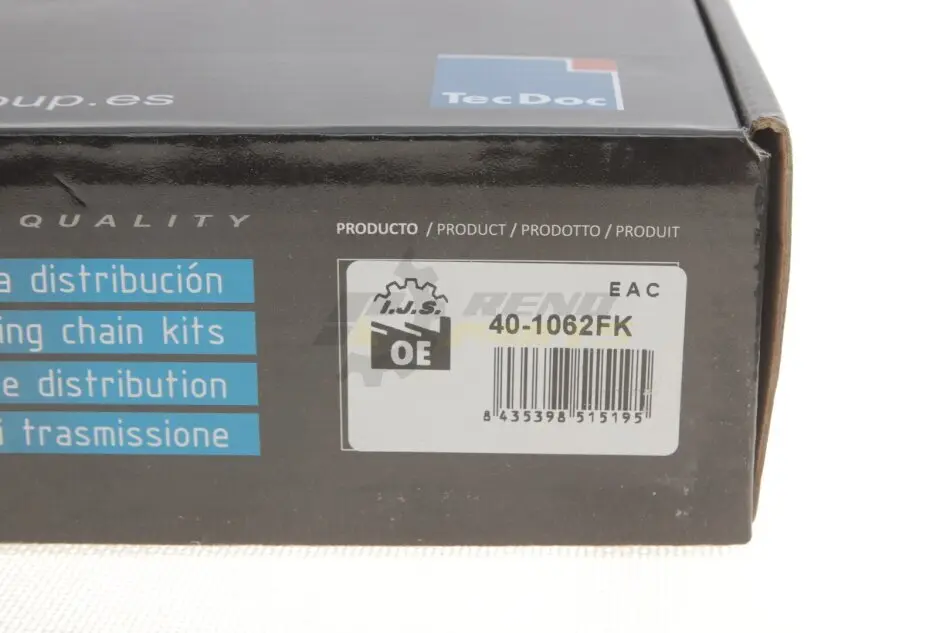 oup.es
TecDoc
QUALITY
PRODUCTO / PRODUCT / PRODOTTO / PRODUIT
a distribución
ing chain kits
e distribution
i trasmissione
I.J.S.
OE
EAC
40-1062FK
8 435398 515195